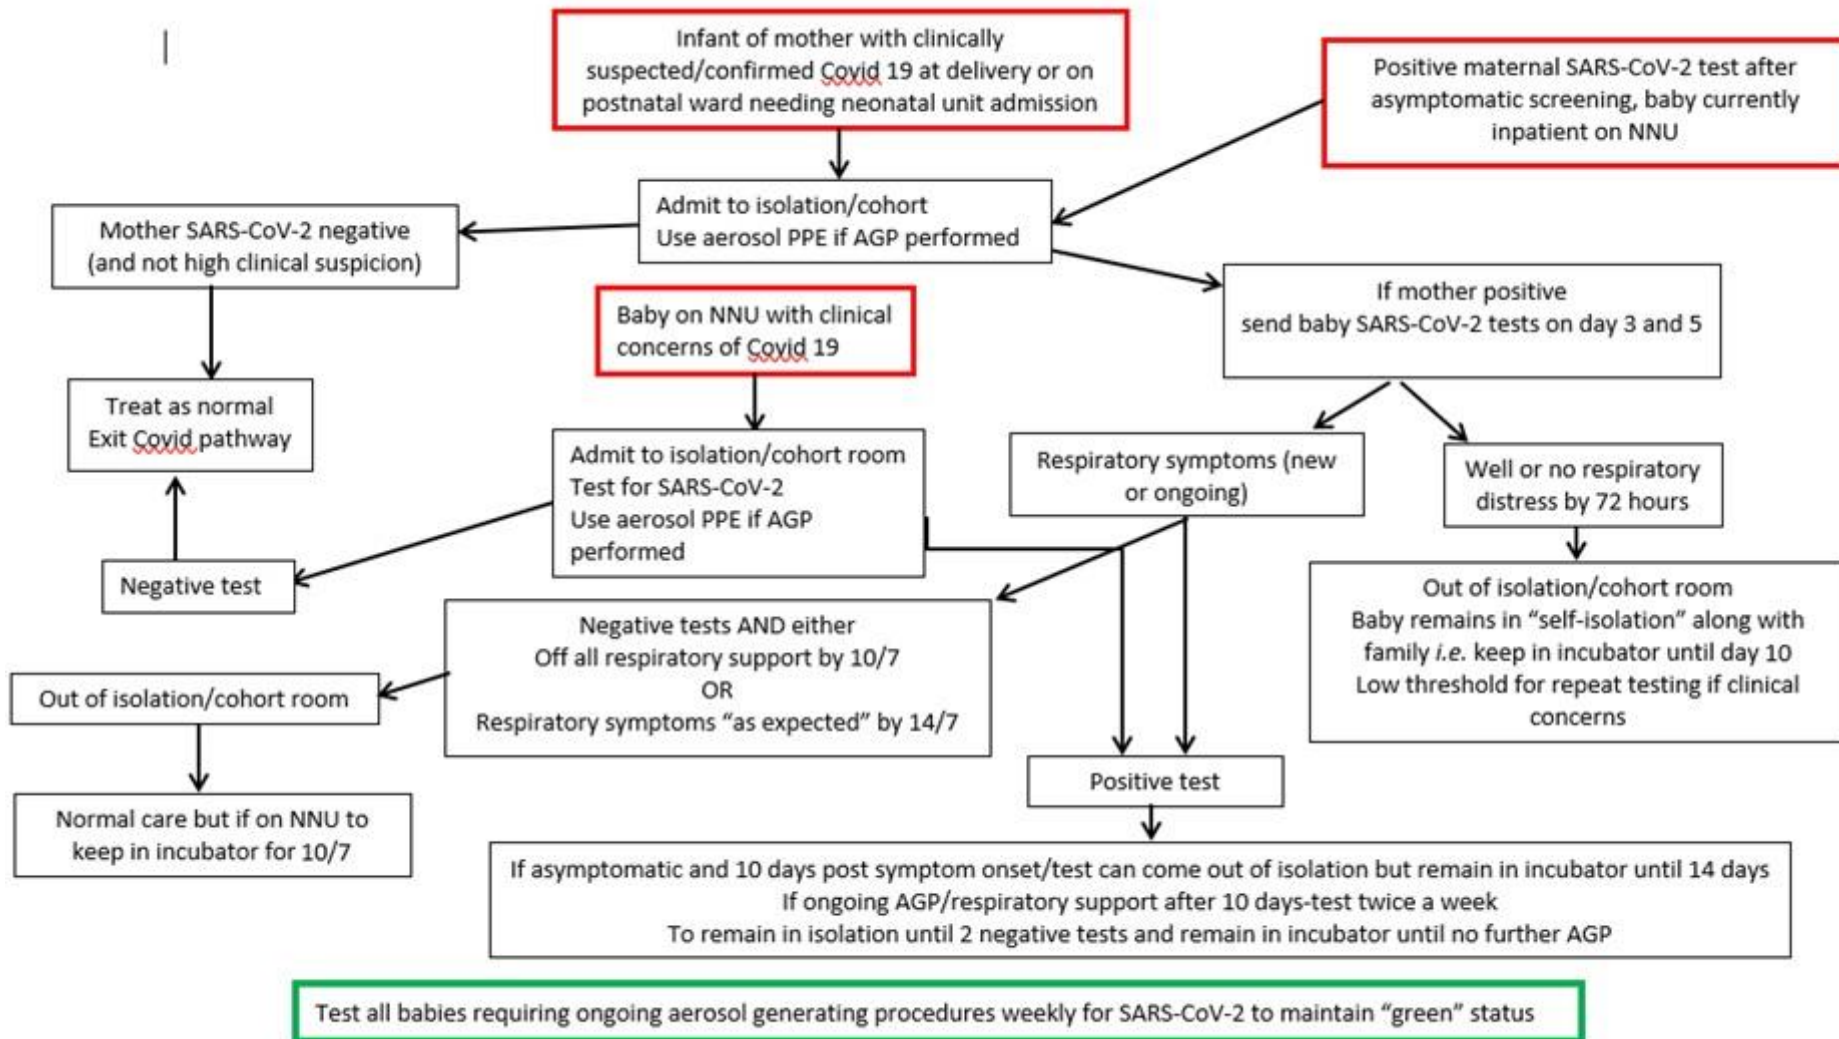 Infant of mother with clinically
suspected/confirmed Covid 19 at delivery or on
postnatal ward needing neonatal unit admission
Positive maternal SARS-CoV-2 test after
asymptomatic screening, baby currently
inpatient on NNU
Admit to isolation/cohort
Use aerosol PPE if AGP performed
Mother SARS-CoV-2 negative
(and not high clinical suspicion)
If mother positive
send baby SARS-CoV-2 tests on day 3 and 5
Baby on NNU with clinical
concerns of Covid 19
Treat as normal
Exit Covid pathway
Admit to isolation/cohort room
Test for SARS-CoV-2
Use aerosol PPE if AGP
performed
Respiratory symptoms (new
or ongoing)
Well or no respiratory
distress by 72 hours
Negative test
Out of isolation/cohort room
Baby remains in “self-isolation” along with
family i.e. keep in incubator until day 10
Low threshold for repeat testing if clinical
concerns
Negative tests AND either
Off all respiratory support by 10/7
OR
Respiratory symptoms “as expected” by 14/7
Out of isolation/cohort room
Positive test
Normal care but if on NNU to
keep in incubator for 10/7
If asymptomatic and 10 days post symptom onset/test can come out of isolation but remain in incubator until 14 days
If ongoing AGP/respiratory support after 10 days-test twice a week
To remain in isolation until 2 negative tests and remain in incubator until no further AGP
Test all babies requiring ongoing aerosol generating procedures weekly for SARS-CoV-2 to maintain “green” status